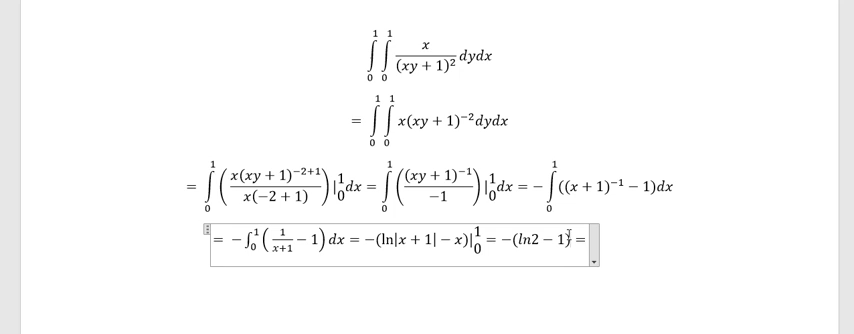 ∫₀¹ ∫₀¹ x/(xy + 1)² dydx
= ∫₀¹ ∫₀¹ x(xy + 1)⁻² dydx
= ∫₀¹ (x(xy + 1)⁻²⁺¹/x(−2 + 1))|₀¹ dx = ∫₀¹ ((xy + 1)⁻¹/−1)|₀¹ dx = − ∫₀¹ ((x + 1)⁻¹ − 1)dx
= −∫₀¹ (1/x+1 − 1) dx = −(ln|x + 1| − x)|₀¹ = −(ln2 − 1) =